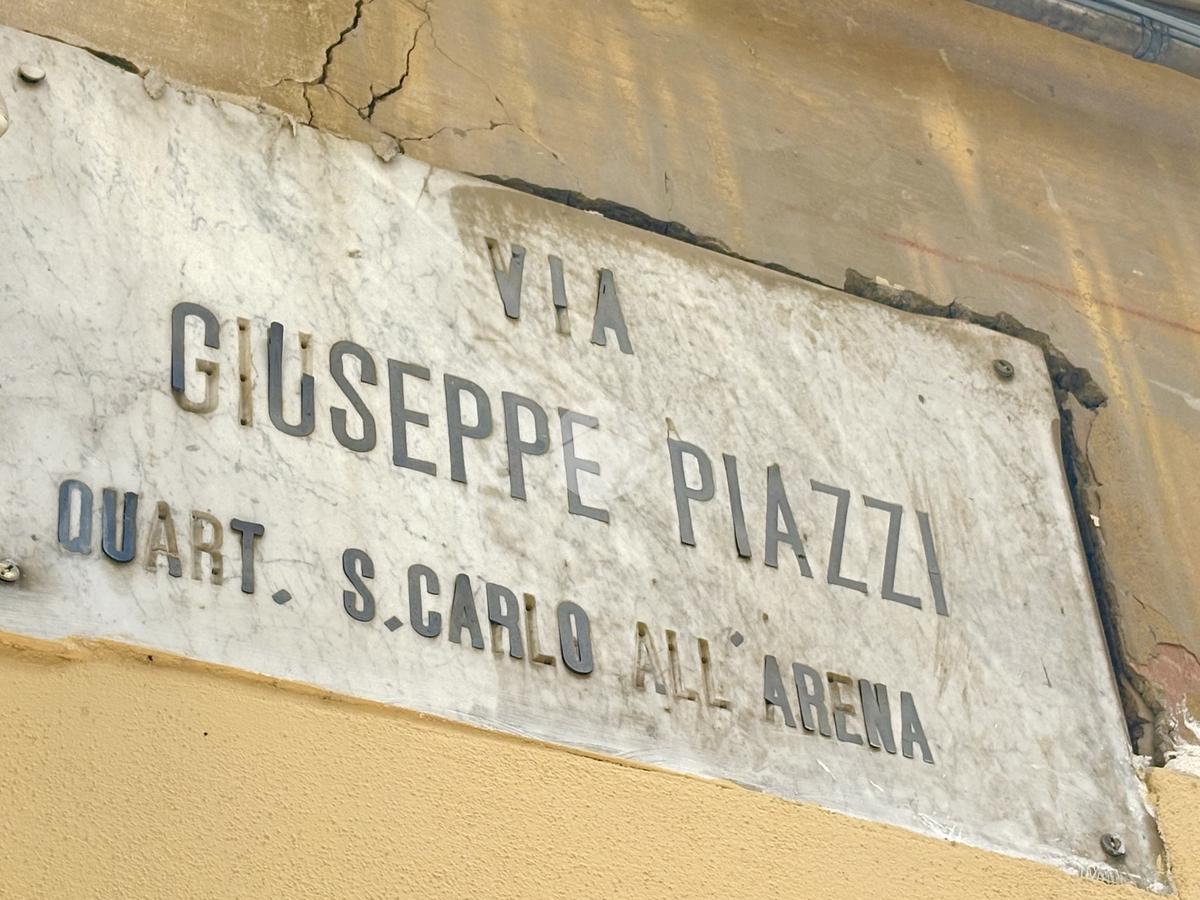 VIA
GIUSEPPE PIAZZI
QUART. S.CARLO ALL'ARENA